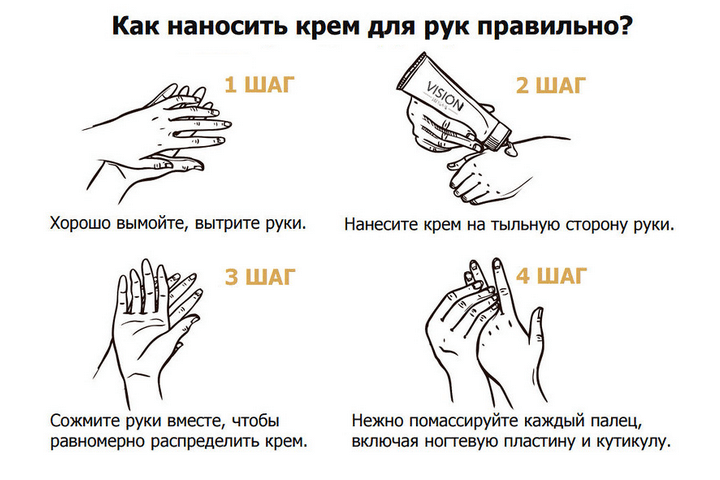 Как наносить крем для рук правильно?
1 ШАГ
2 ШАГ
VISION
Хорошо вымойте, вытрите руки.
Нанесите крем на тыльную сторону руки.
3 ШАГ
4 ШАГ
Сожмите руки вместе, чтобы
равномерно распределить крем.
Нежно помассируйте каждый палец,
включая ногтевую пластину и кутикулу.